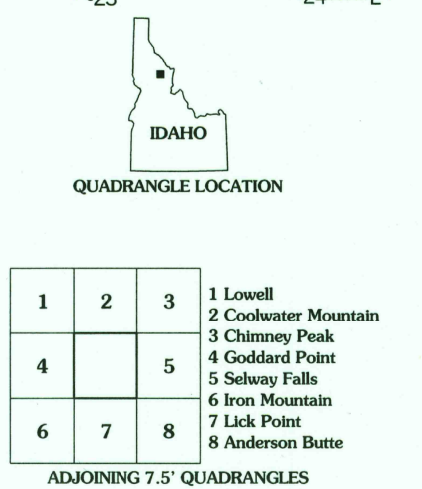 IDAHO
QUADRANGLE LOCATION
1 2 3
4 5
6 7 8
1 Lowell
2 Coolwater Mountain
3 Chimney Peak
4 Goddard Point
5 Selway Falls
6 Iron Mountain
7 Lick Point
8 Anderson Butte
ADJOINING 7.5' QUADRANGLES